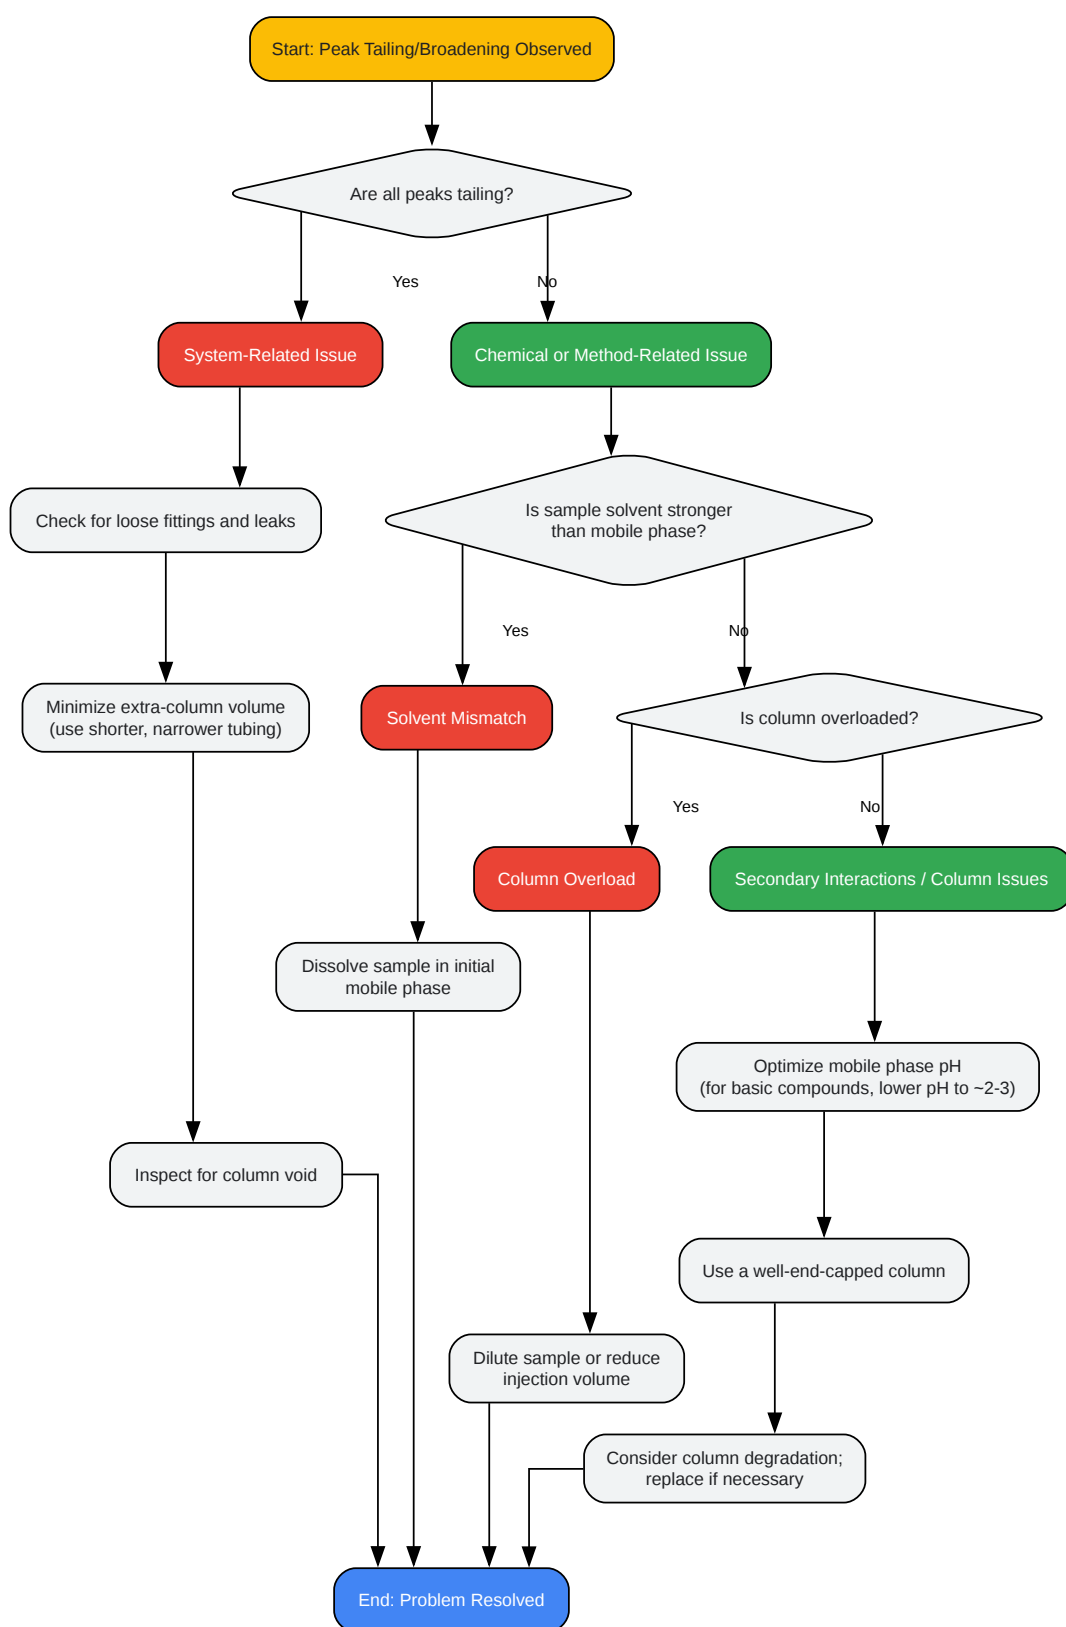 Start: Peak Tailing/Broadening Observed
Are all peaks tailing?
Yes
No
System-Related Issue
Chemical or Method-Related Issue
Check for loose fittings and leaks
Is sample solvent stronger
than mobile phase?
Yes
No
Minimize extra-column volume
(use shorter, narrower tubing)
Solvent Mismatch
Is column overloaded?
Yes
No
Column Overload
Secondary Interactions / Column Issues
Dissolve sample in initial
mobile phase
Optimize mobile phase pH
(for basic compounds, lower pH to ~2-3)
Inspect for column void
Use a well-end-capped column
Dilute sample or reduce
injection volume
Consider column degradation;
replace if necessary
End: Problem Resolved